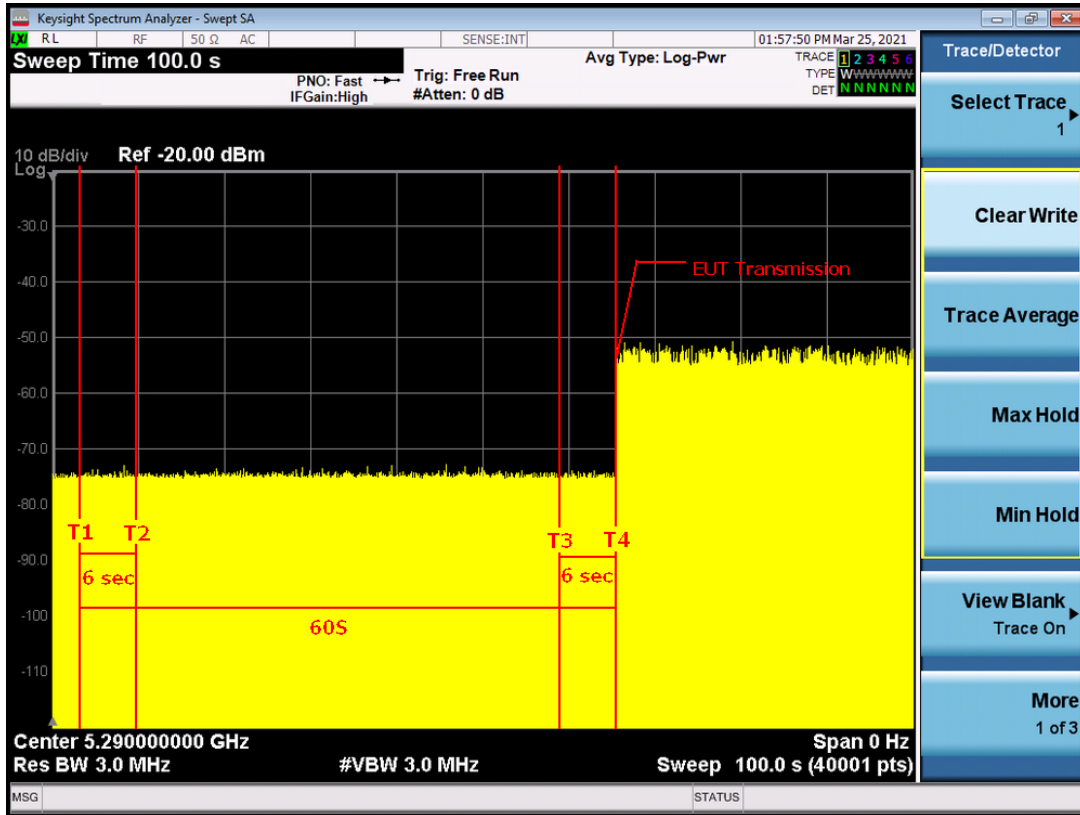 Keysight Spectrum Analyzer - Swept SA
LXI RL RF 50 Ω AC SENSE:INT 01:57:50 PM Mar 25, 2021
Sweep Time 100.0 s
PNO: Fast
IFGain:High
Trig: Free Run
#Atten: 0 dB
Avg Type: Log-Pwr
TRACE 1 2 3 4 5 6
TYPE WWWWWW
DET N N N N N N
10 dB/div Ref -20.00 dBm
Log
-30.0
-40.0
-50.0
-60.0
-70.0
-80.0
-90.0
-100
-110
EUT Transmission
T1 T2 T3 T4
6 sec 6 sec
60S
Center 5.290000000 GHz Span 0 Hz
Res BW 3.0 MHz #VBW 3.0 MHz Sweep 100.0 s (40001 pts)
MSG STATUS
Trace/Detector
Select Trace
1
Clear Write
Trace Average
Max Hold
Min Hold
View Blank
Trace On
More
1 of 3